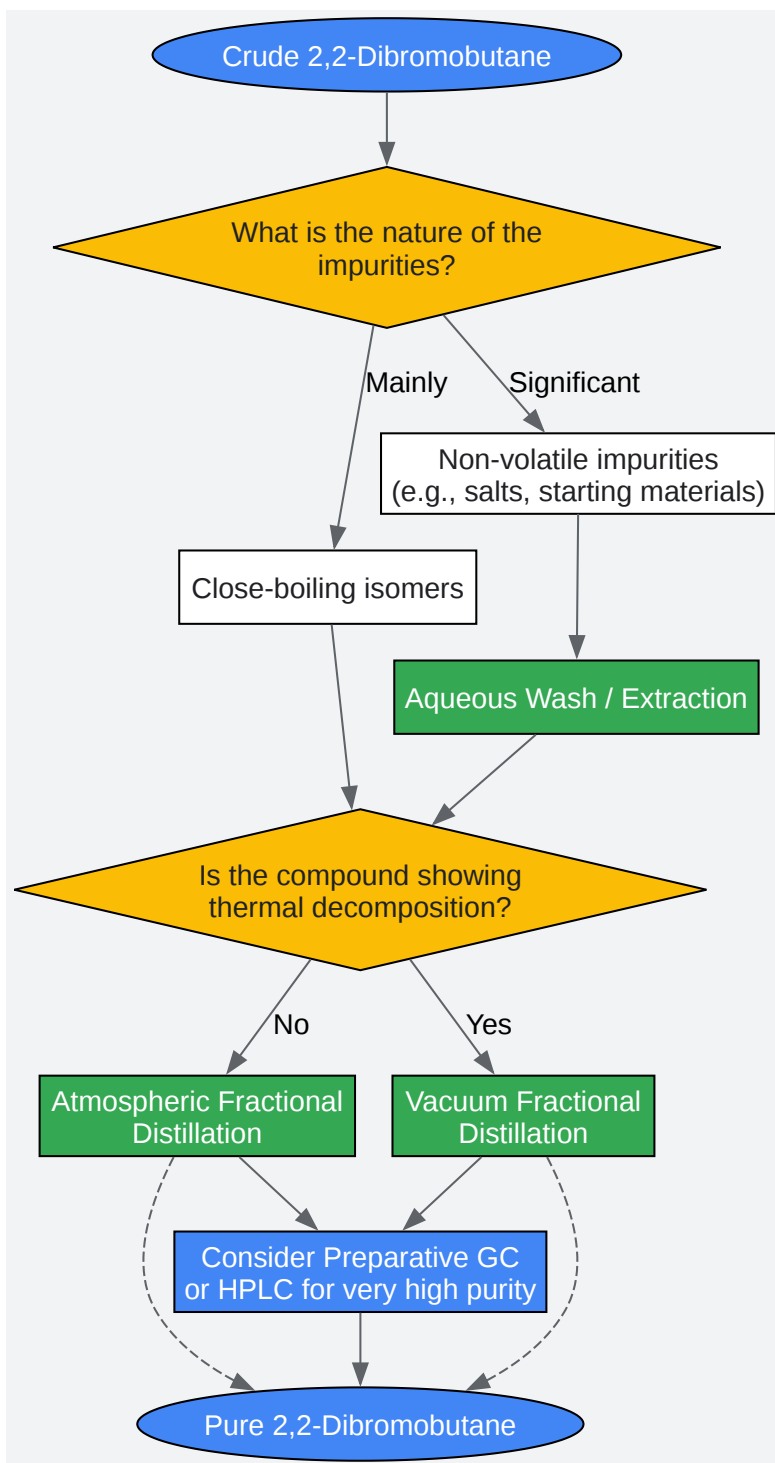 Crude 2,2-Dibromobutane
What is the nature of the
impurities?
Mainly
Significant
Non-volatile impurities
(e.g., salts, starting materials)
Close-boiling isomers
Aqueous Wash / Extraction
Is the compound showing
thermal decomposition?
No
Yes
Atmospheric Fractional
Distillation
Vacuum Fractional
Distillation
Consider Preparative GC
or HPLC for very high purity
Pure 2,2-Dibromobutane